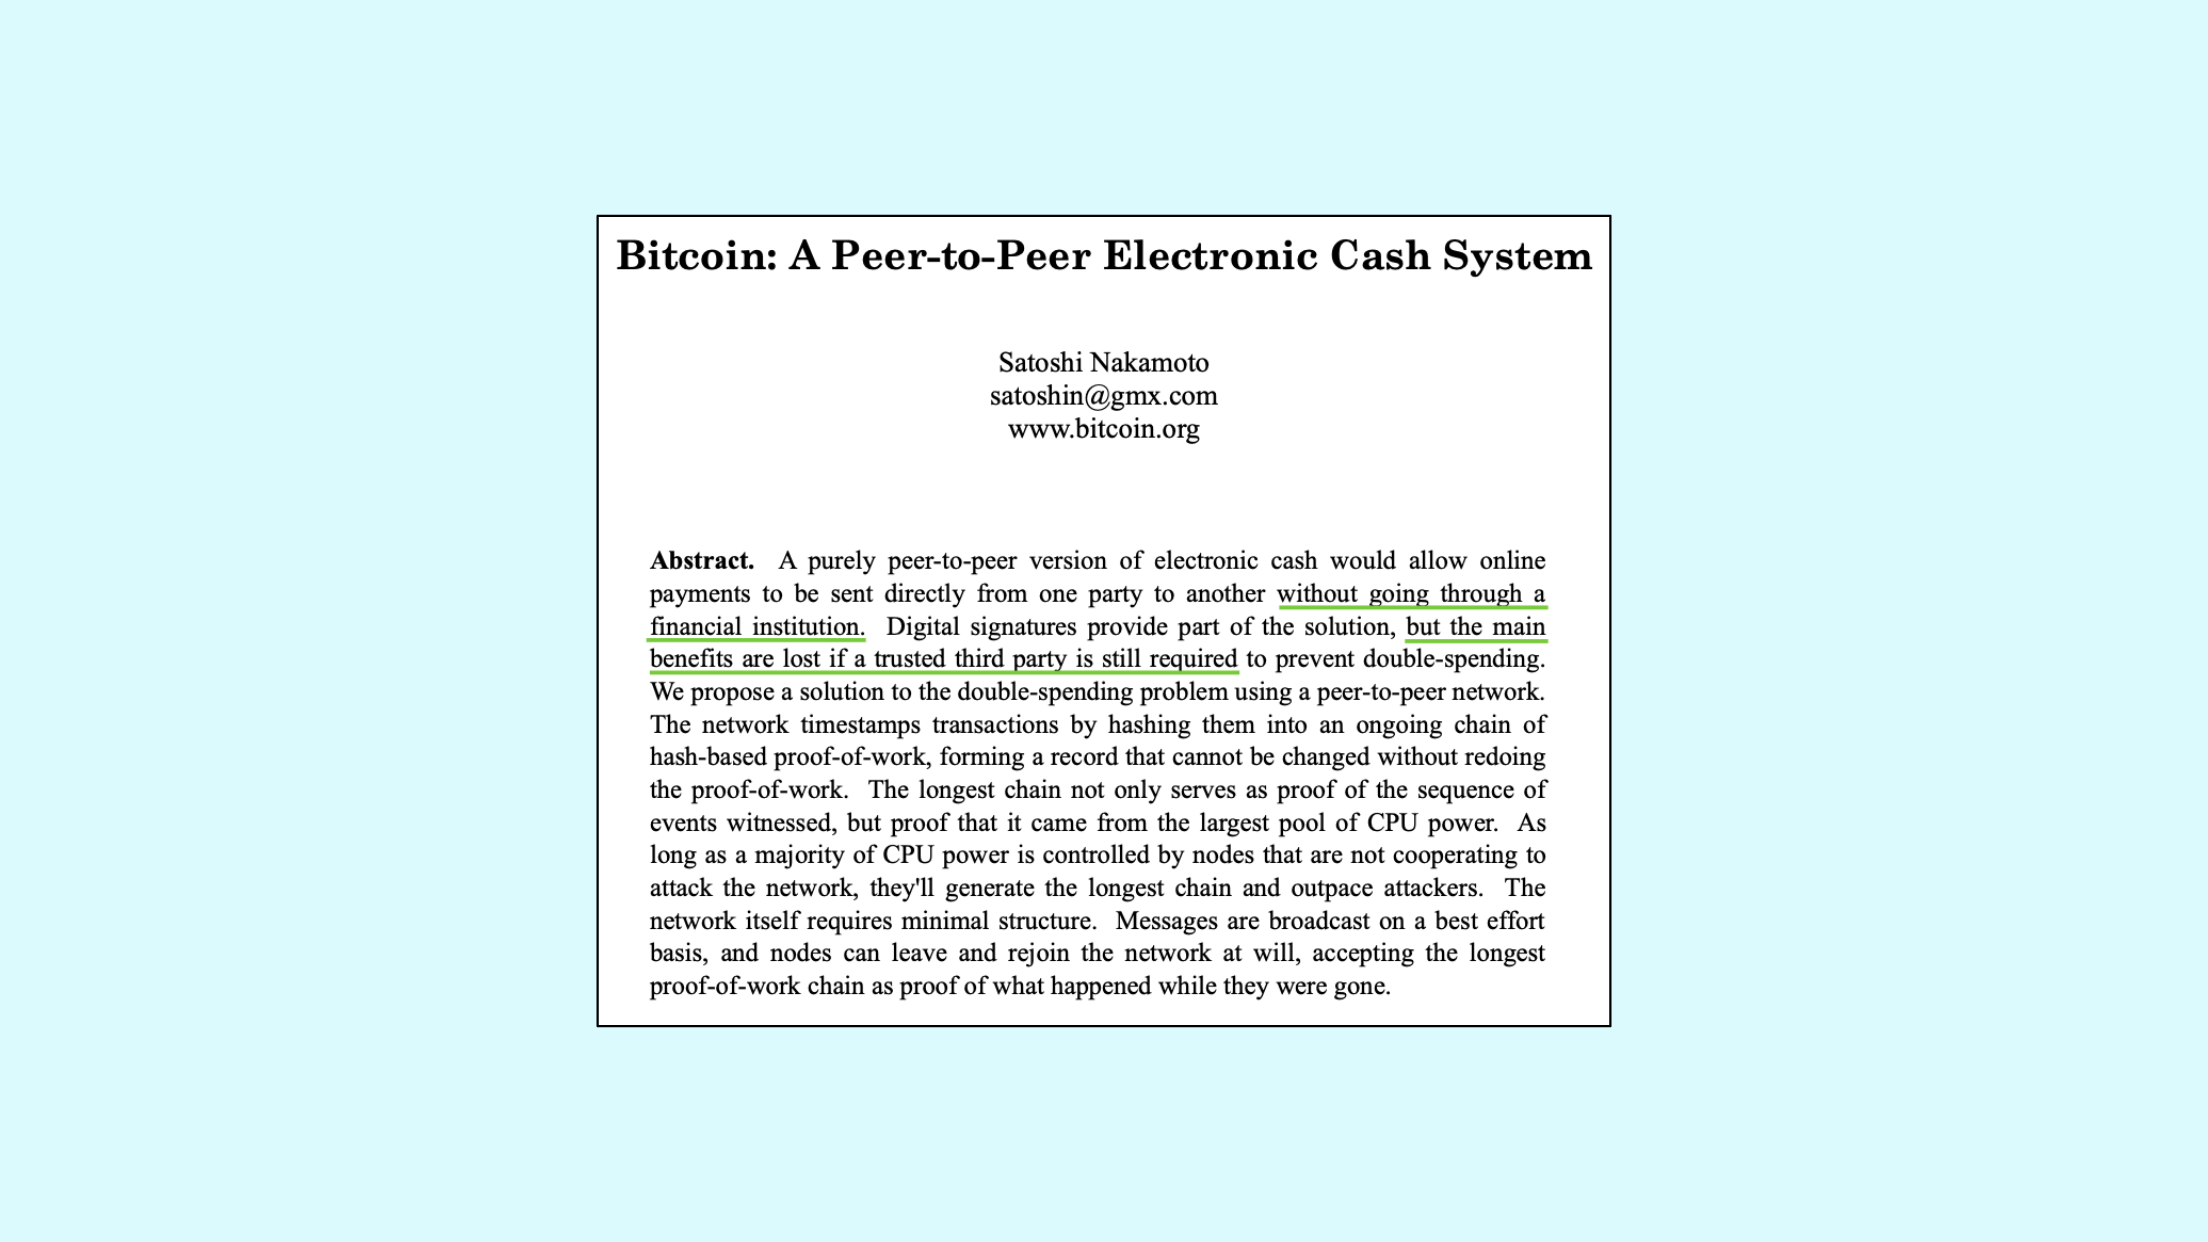 Bitcoin: A Peer-to-Peer Electronic Cash System
Satoshi Nakamoto
satoshin@gmx.com
www.bitcoin.org
Abstract. A purely peer-to-peer version of electronic cash would allow online
payments to be sent directly from one party to another without going through a
financial institution. Digital signatures provide part of the solution, but the main
benefits are lost if a trusted third party is still required to prevent double-spending.
We propose a solution to the double-spending problem using a peer-to-peer network.
The network timestamps transactions by hashing them into an ongoing chain of
hash-based proof-of-work, forming a record that cannot be changed without redoing
the proof-of-work. The longest chain not only serves as proof of the sequence of
events witnessed, but proof that it came from the largest pool of CPU power. As
long as a majority of CPU power is controlled by nodes that are not cooperating to
attack the network, they'll generate the longest chain and outpace attackers. The
network itself requires minimal structure. Messages are broadcast on a best effort
basis, and nodes can leave and rejoin the network at will, accepting the longest
proof-of-work chain as proof of what happened while they were gone.